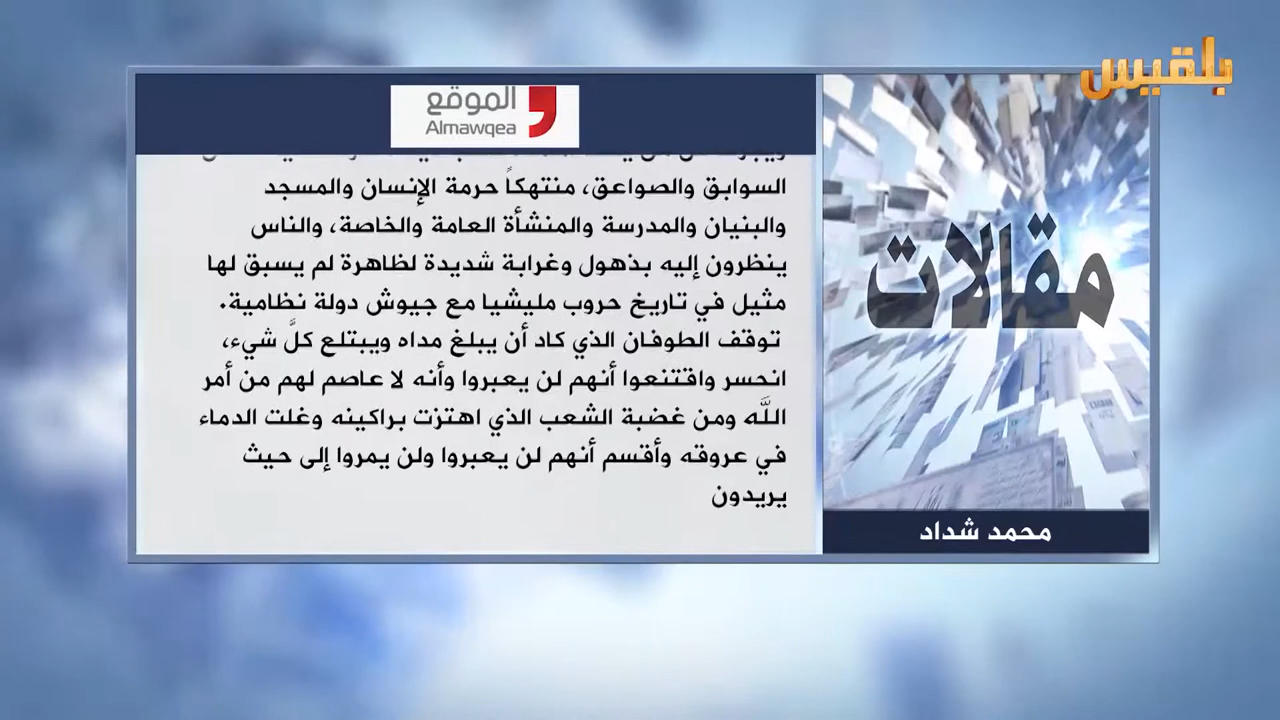 بلقيس
الموقع
Almawqea
السوابق والصواعق، منتهكاً حرمة الإنسان والمسجد
والبنيان والمدرسة والمنشأة العامة والخاصة، والناس
ينظرون إليه بذهول وغرابة شديدة لظاهرة لم يسبق لها
مثيل في تاريخ حروب مليشيا مع جيوش دولة نظامية.
توقف الطوفان الذي كاد أن يبلغ مداه ويبتلع كلَّ شيء،
انحسر واقتنعوا أنهم لن يعبروا وأنه لا عاصم لهم من أمر
اللَّه ومن غضبة الشعب الذي اهتزت براكينه وغلت الدماء
في عروقه وأقسم أنهم لن يعبروا ولن يمروا إلى حيث
يريدون
مقالات
محمد شداد